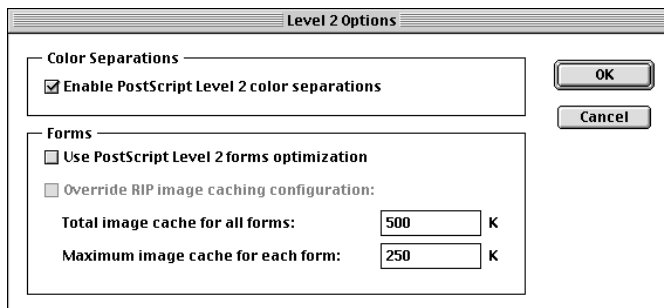 Level 2 Options
Color Separations
Enable PostScript Level 2 color separations
OK
Cancel
Forms
Use PostScript Level 2 forms optimization
Override RIP image caching configuration:
Total image cache for all forms: 500 K
Maximum image cache for each form: 250 K